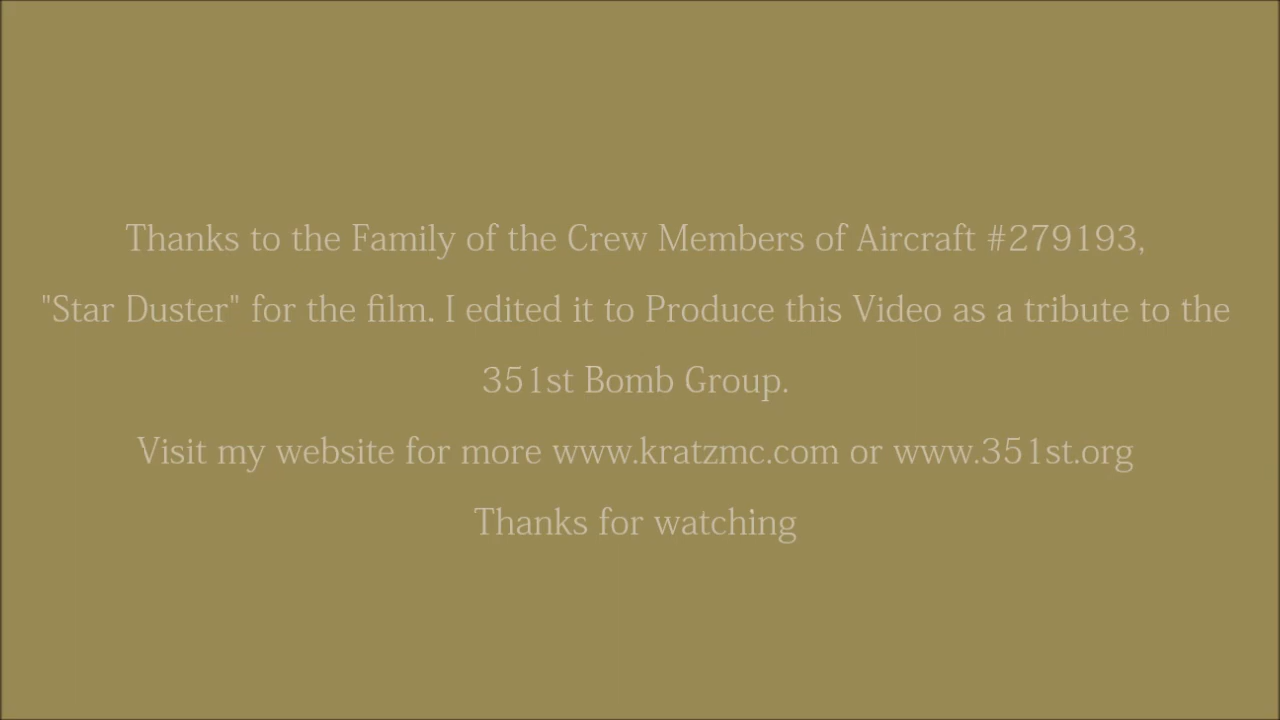 Thanks to the Family of the Crew Members of Aircraft #279193,
"Star Duster" for the film. I edited it to Produce this Video as a tribute to the
351st Bomb Group.
Visit my website for more www.kratzmc.com or www.351st.org
Thanks for watching